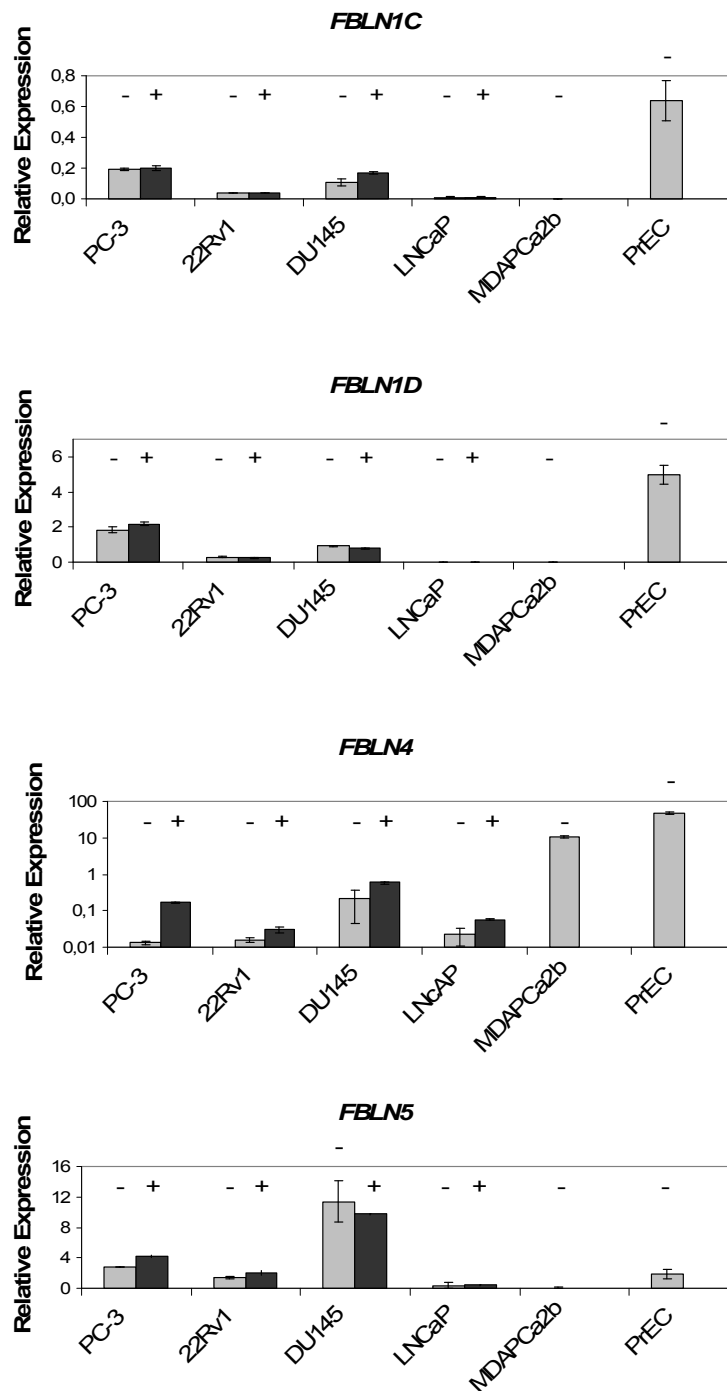 FBLN1C
Relative Expression
0,8
0,6
0,4
0,2
0,0
- + - + - + - + - -
PC-3
22Rv1
DU145
LNCaP
MDAPCa2b
PrEC
FBLN1D
Relative Expression
6
4
2
0
- + - + - + - + - -
PC-3
22Rv1
DU145
LNCaP
MDAPCa2b
PrEC
FBLN4
Relative Expression
100
10
1
0,1
0,01
- + - + - + - + - -
PC-3
22Rv1
DU145
LNcAP
MDAPCa2b
PrEC
FBLN5
Relative Expression
16
12
8
4
0
- + - + - + - + - -
PC-3
22Rv1
DU145
LNCaP
MDAPCa2b
PrEC